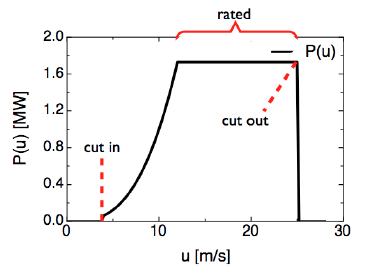 rated
2.0
P(u)
1.6
1.2
cut out
P(u) [MW]
cut in
0.8
0.4
0.0
0 10 20 30
u [m/s]